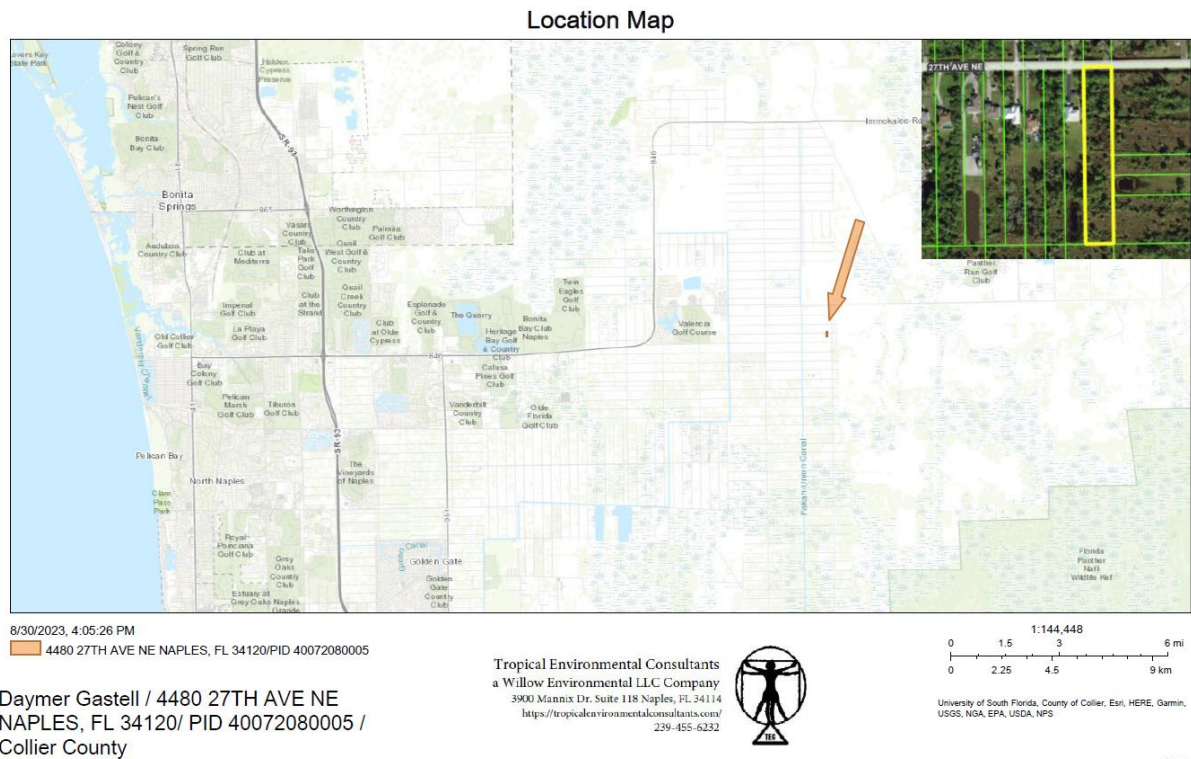 Location Map
Colony
Golf &
Country
Club
Spring Run
Golf Club
Hidden
Cypress
Preserve
State Park
Pelican's
Nest Golf
Club
Bonita
Bay Club
SR-93
41
Bonita
Springs
865
Worthington
Country
Club
Palmira
Golf Club
Vasari
Country
Club
Talis
Park
Golf
Club
Quail
West Golf &
Country
Club
Audubon
Country Club
Club at
Mediterra
Quail
Creek
Country
Club
Club
at the
Strand
Imperial
Golf Club
La Playa
Golf Club
Old Collier
Golf Club
Club
at Olde
Cypress
Esplanade
Golf &
Country
Club
The Quarry
Heritage
Bay Golf
& Country
Club
Bonita
Bay Club
Naples
Twin
Eagles
Golf
Club
Valencia
Golf Course
846
846
Immokalee Rd
Panther
Run Golf
Club
27TH AVE NE
Bay
Colony
Golf Club
Calusa
Pines Golf
Club
Pelican
Marsh
Golf Club
Tiburon
Golf Club
Vanderbilt
Country
Club
Olde
Florida
Golf Club
41
SR-93
Pelican Bay
North Naples
The
Vineyards
of Naples
Clam
Pass
Park
Faka Union Canal
Royal
Poinciana
Golf Club
Grey
Oaks
Country
Club
Estuary at
Grey Oaks Naples
Grande
Canal
Golden Gate
Golden
Gate
Country
Club
Florida
Panther
Nat'l
Wildlife Ref
8/30/2023, 4:05:26 PM
4480 27TH AVE NE NAPLES, FL 34120/PID 40072080005
Daymer Gastell / 4480 27TH AVE NE
NAPLES, FL 34120/ PID 40072080005 /
Collier County
Tropical Environmental Consultants
a Willow Environmental LLC Company
3900 Mannix Dr. Suite 118 Naples, FL 34114
https://tropicalenvironmentalconsultants.com/
239-455-6232
TEC
1:144,448
0 1.5 3 6 mi
0 2.25 4.5 9 km
University of South Florida, County of Collier, Esri, HERE, Garmin,
USGS, NGA, EPA, USDA, NPS